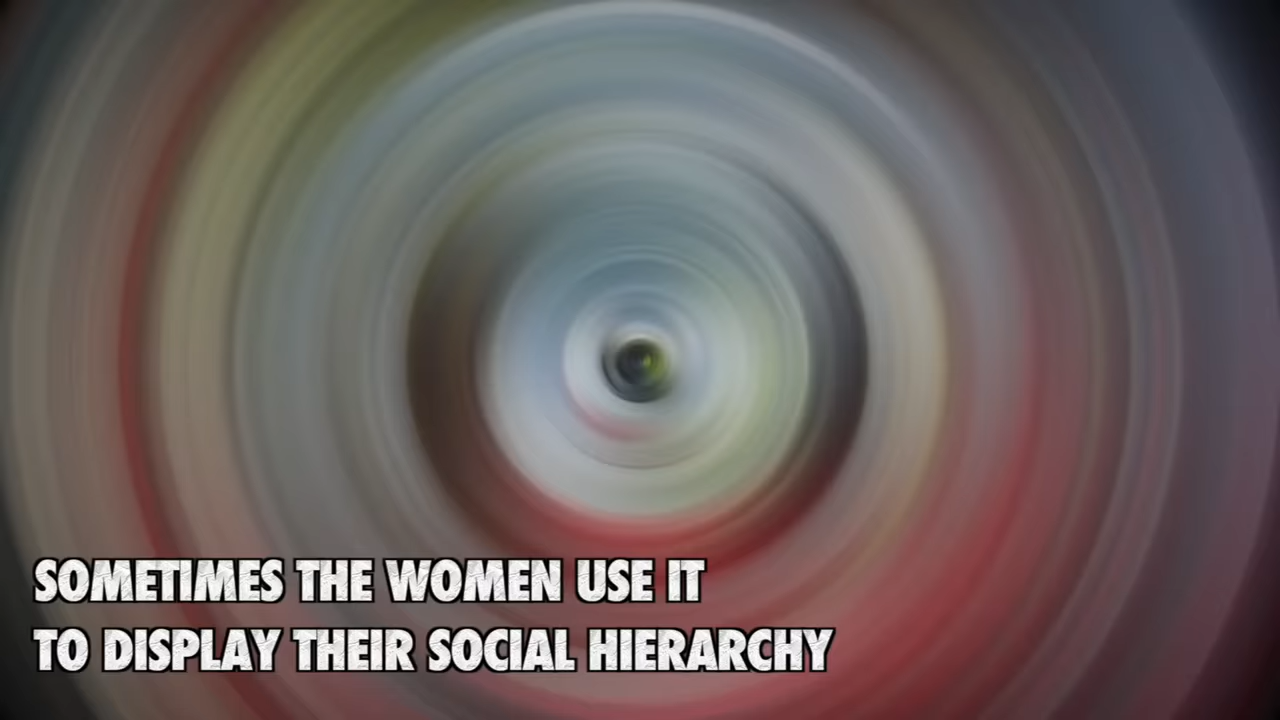 SOMETIMES THE WOMEN USE IT
TO DISPLAY THEIR SOCIAL HIERARCHY